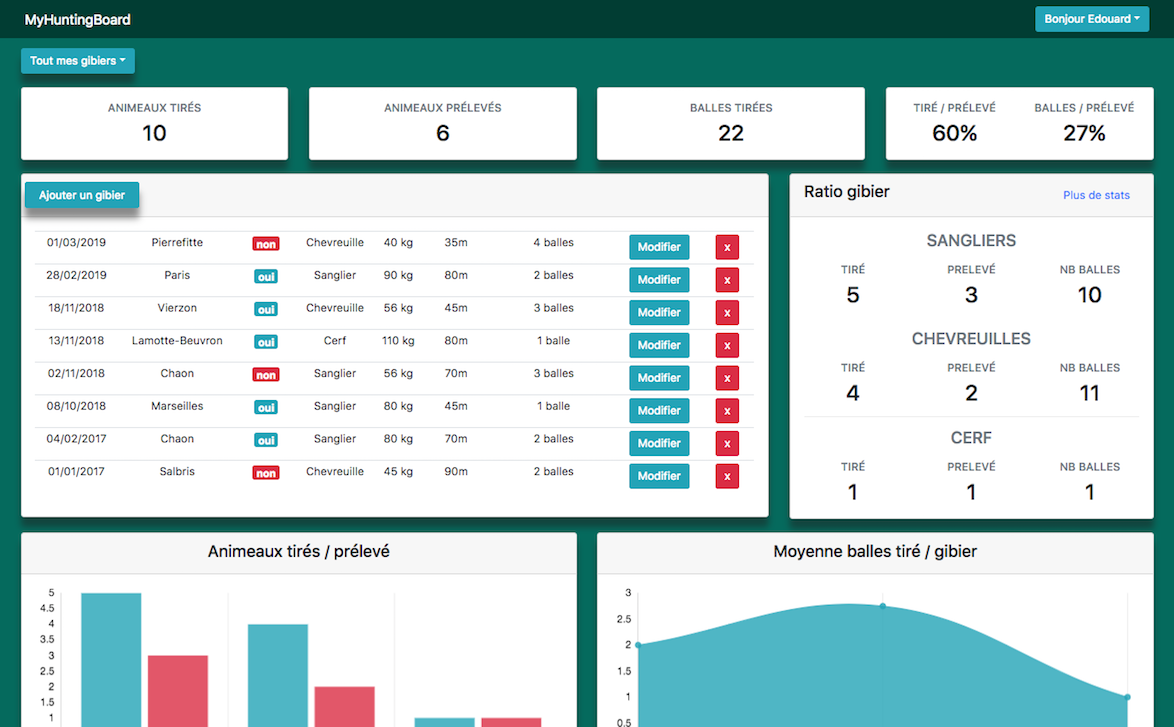 MyHuntingBoard
Bonjour Edouard
Tout mes gibiers
ANIMEAUX TIRÉS
10
ANIMEAUX PRÉLEVÉS
6
BALLES TIRÉES
22
TIRÉ / PRÉLEVÉ BALLES / PRÉLEVÉ
60% 27%
Ajouter un gibier
01/03/2019 Pierrefitte non Chevreuille 40 kg 35m 4 balles Modifier x
28/02/2019 Paris oui Sanglier 90 kg 80m 2 balles Modifier x
18/11/2018 Vierzon oui Chevreuille 56 kg 45m 3 balles Modifier x
13/11/2018 Lamotte-Beuvron oui Cerf 110 kg 80m 1 balle Modifier x
02/11/2018 Chaon non Sanglier 56 kg 70m 3 balles Modifier x
08/10/2018 Marseilles oui Sanglier 80 kg 45m 1 balle Modifier x
04/02/2017 Chaon oui Sanglier 80 kg 70m 2 balles Modifier x
01/01/2017 Salbris non Chevreuille 45 kg 90m 2 balles Modifier x
Ratio gibier Plus de stats
SANGLIERS
TIRÉ PRELEVÉ NB BALLES
5 3 10
CHEVREUILLES
TIRÉ PRELEVÉ NB BALLES
4 2 11
CERF
TIRÉ PRELEVÉ NB BALLES
1 1 1
Animeaux tirés / prélevé
5
4.5
4
3.5
3
2.5
2
1.5
1
Moyenne balles tiré / gibier
3
2.5
2
1.5
1
0.5